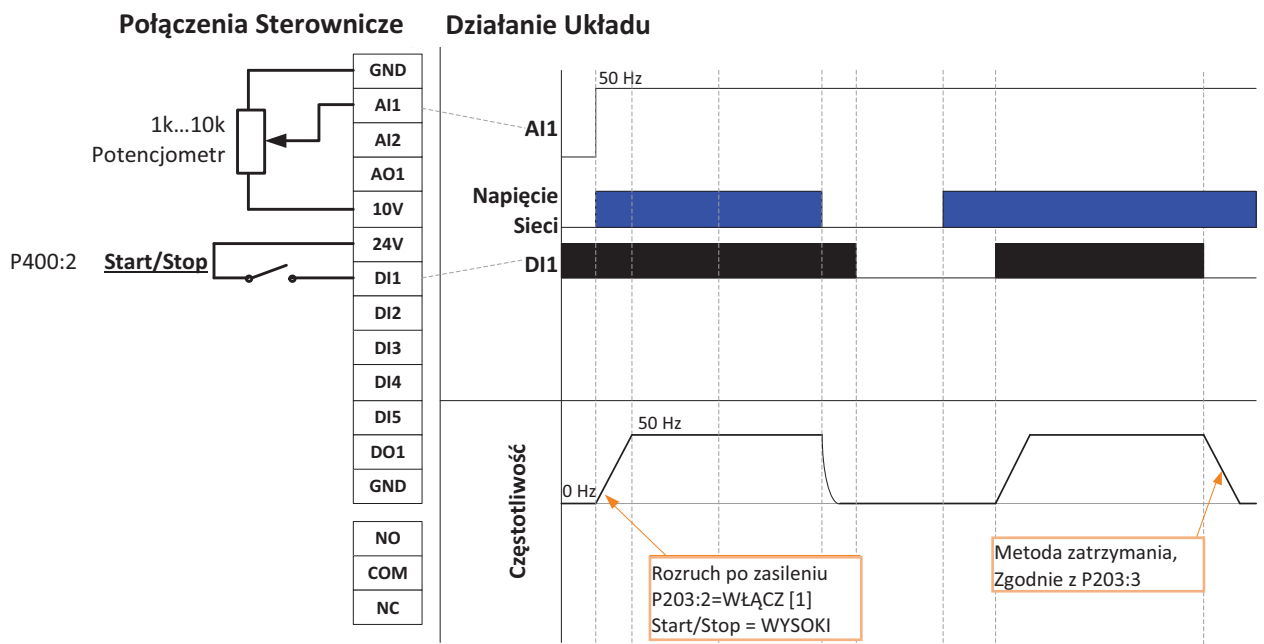 Połączenia Sterownicze
Działanie Układu
1k...10k
Potencjometr
P400:2
Start/Stop
GND
AI1
AI2
AO1
10V
24V
DI1
DI2
DI3
DI4
DI5
DO1
GND
NO
COM
NC
50 Hz
AI1
Napięcie
Sieci
DI1
Częstotliwość
50 Hz
0 Hz
Rozruch po zasileniu
P203:2=WŁĄCZ [1]
Start/Stop = WYSOKI
Metoda zatrzymania,
Zgodnie z P203:3